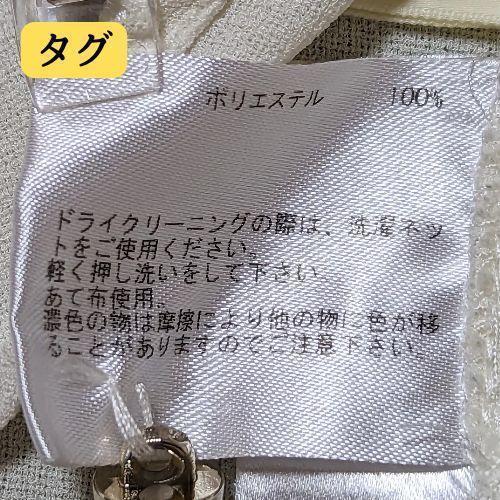 タグ
ポリエステル 100%
ドライクリーニングの際は、洗濯ネッ
トをご使用ください。
軽く押し洗いをして下さい。
あて布使用。
濃色の物は摩擦により他の物に色が移
ることがありますのでご注意下さい。